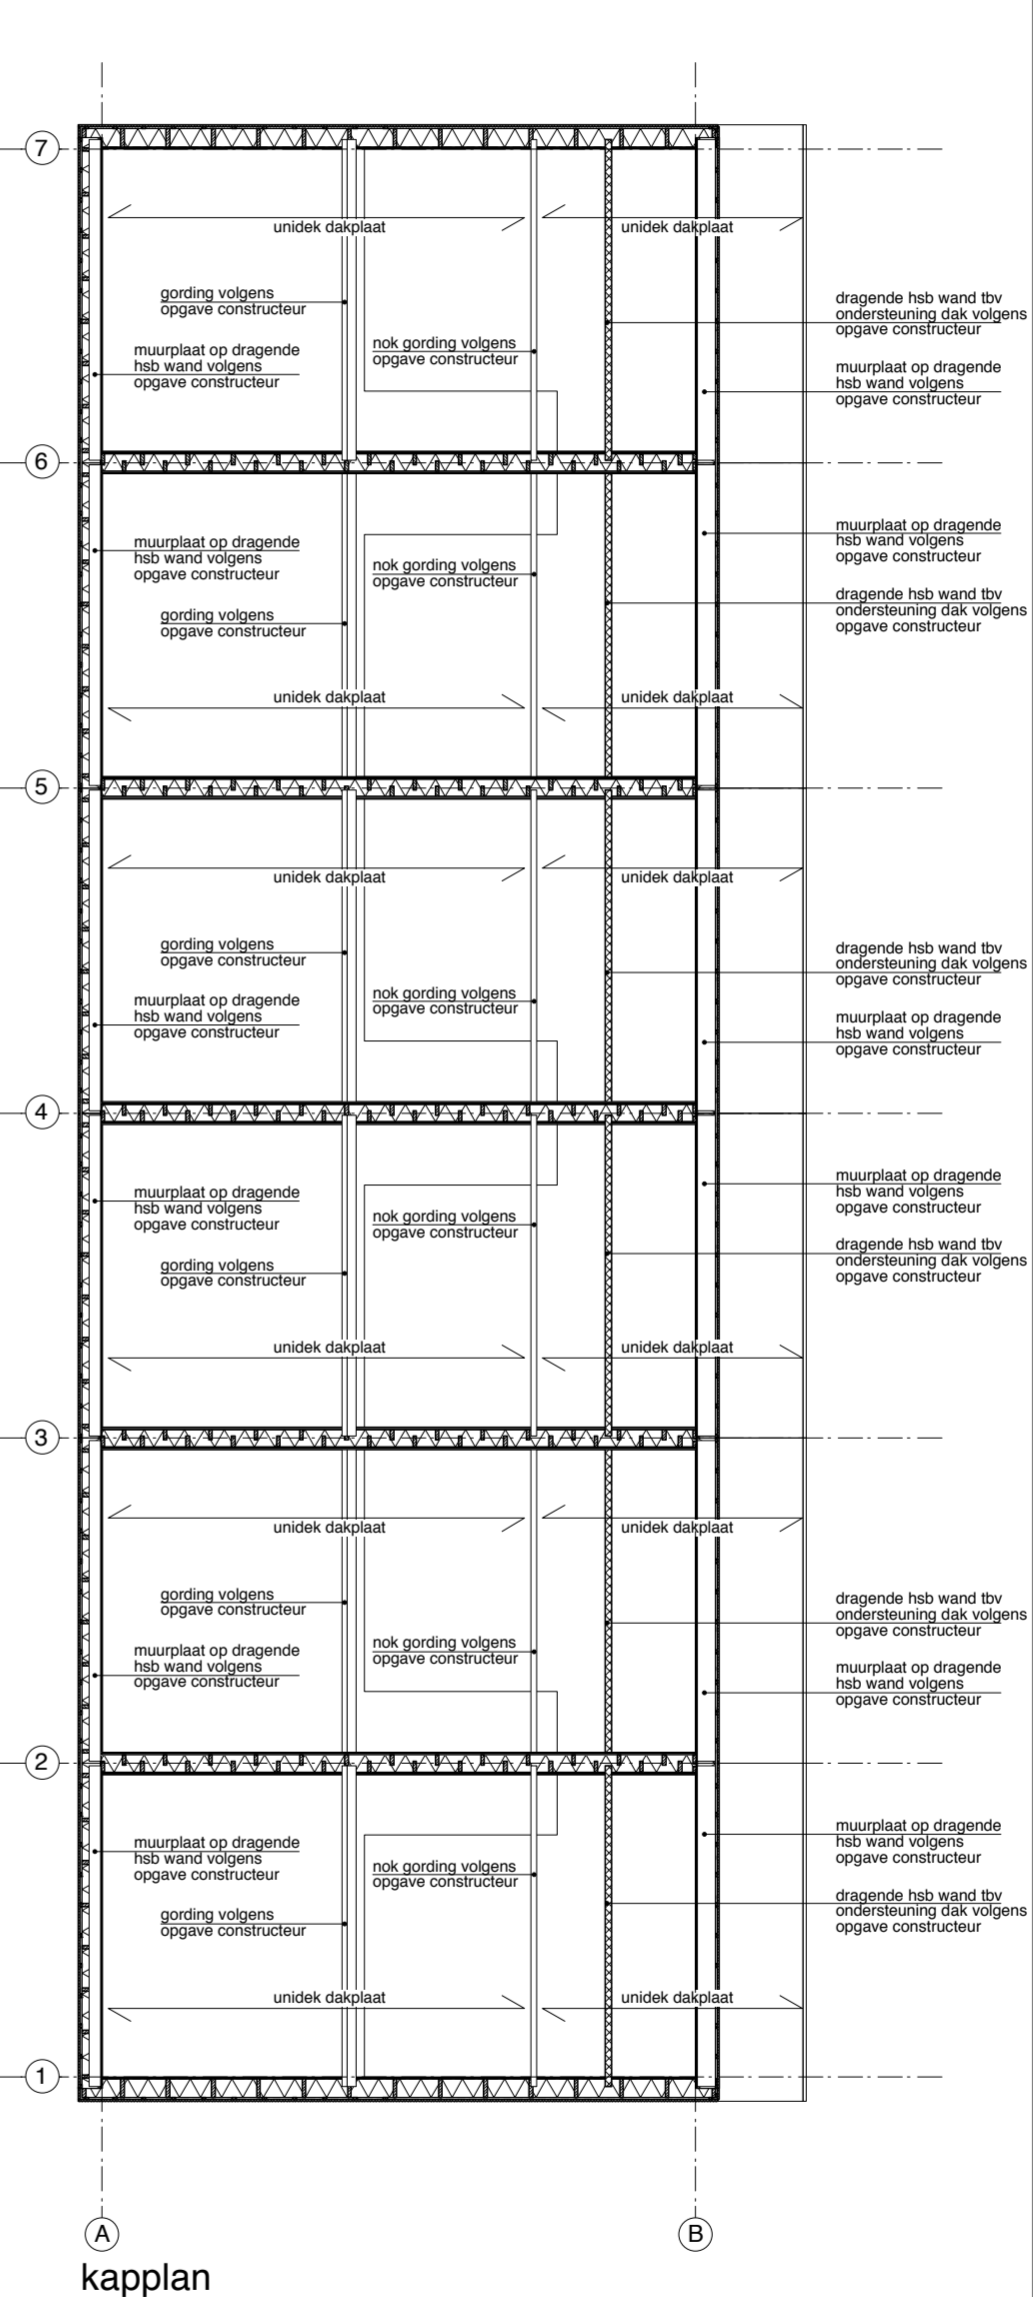 7
unidek dakplaat
unidek dakplaat
gording volgens
opgave constructeur
dragende hsb wand tbv
ondersteuning dak volgens
opgave constructeur
muurplaat op dragende
hsb wand volgens
opgave constructeur
nok gording volgens
opgave constructeur
muurplaat op dragende
hsb wand volgens
opgave constructeur
6
muurplaat op dragende
hsb wand volgens
opgave constructeur
nok gording volgens
opgave constructeur
muurplaat op dragende
hsb wand volgens
opgave constructeur
gording volgens
opgave constructeur
dragende hsb wand tbv
ondersteuning dak volgens
opgave constructeur
unidek dakplaat
unidek dakplaat
5
unidek dakplaat
unidek dakplaat
gording volgens
opgave constructeur
dragende hsb wand tbv
ondersteuning dak volgens
opgave constructeur
muurplaat op dragende
hsb wand volgens
opgave constructeur
nok gording volgens
opgave constructeur
muurplaat op dragende
hsb wand volgens
opgave constructeur
4
muurplaat op dragende
hsb wand volgens
opgave constructeur
nok gording volgens
opgave constructeur
muurplaat op dragende
hsb wand volgens
opgave constructeur
gording volgens
opgave constructeur
dragende hsb wand tbv
ondersteuning dak volgens
opgave constructeur
unidek dakplaat
unidek dakplaat
3
unidek dakplaat
unidek dakplaat
gording volgens
opgave constructeur
dragende hsb wand tbv
ondersteuning dak volgens
opgave constructeur
muurplaat op dragende
hsb wand volgens
opgave constructeur
nok gording volgens
opgave constructeur
muurplaat op dragende
hsb wand volgens
opgave constructeur
2
muurplaat op dragende
hsb wand volgens
opgave constructeur
nok gording volgens
opgave constructeur
muurplaat op dragende
hsb wand volgens
opgave constructeur
gording volgens
opgave constructeur
dragende hsb wand tbv
ondersteuning dak volgens
opgave constructeur
unidek dakplaat
unidek dakplaat
1
A
B
kapplan